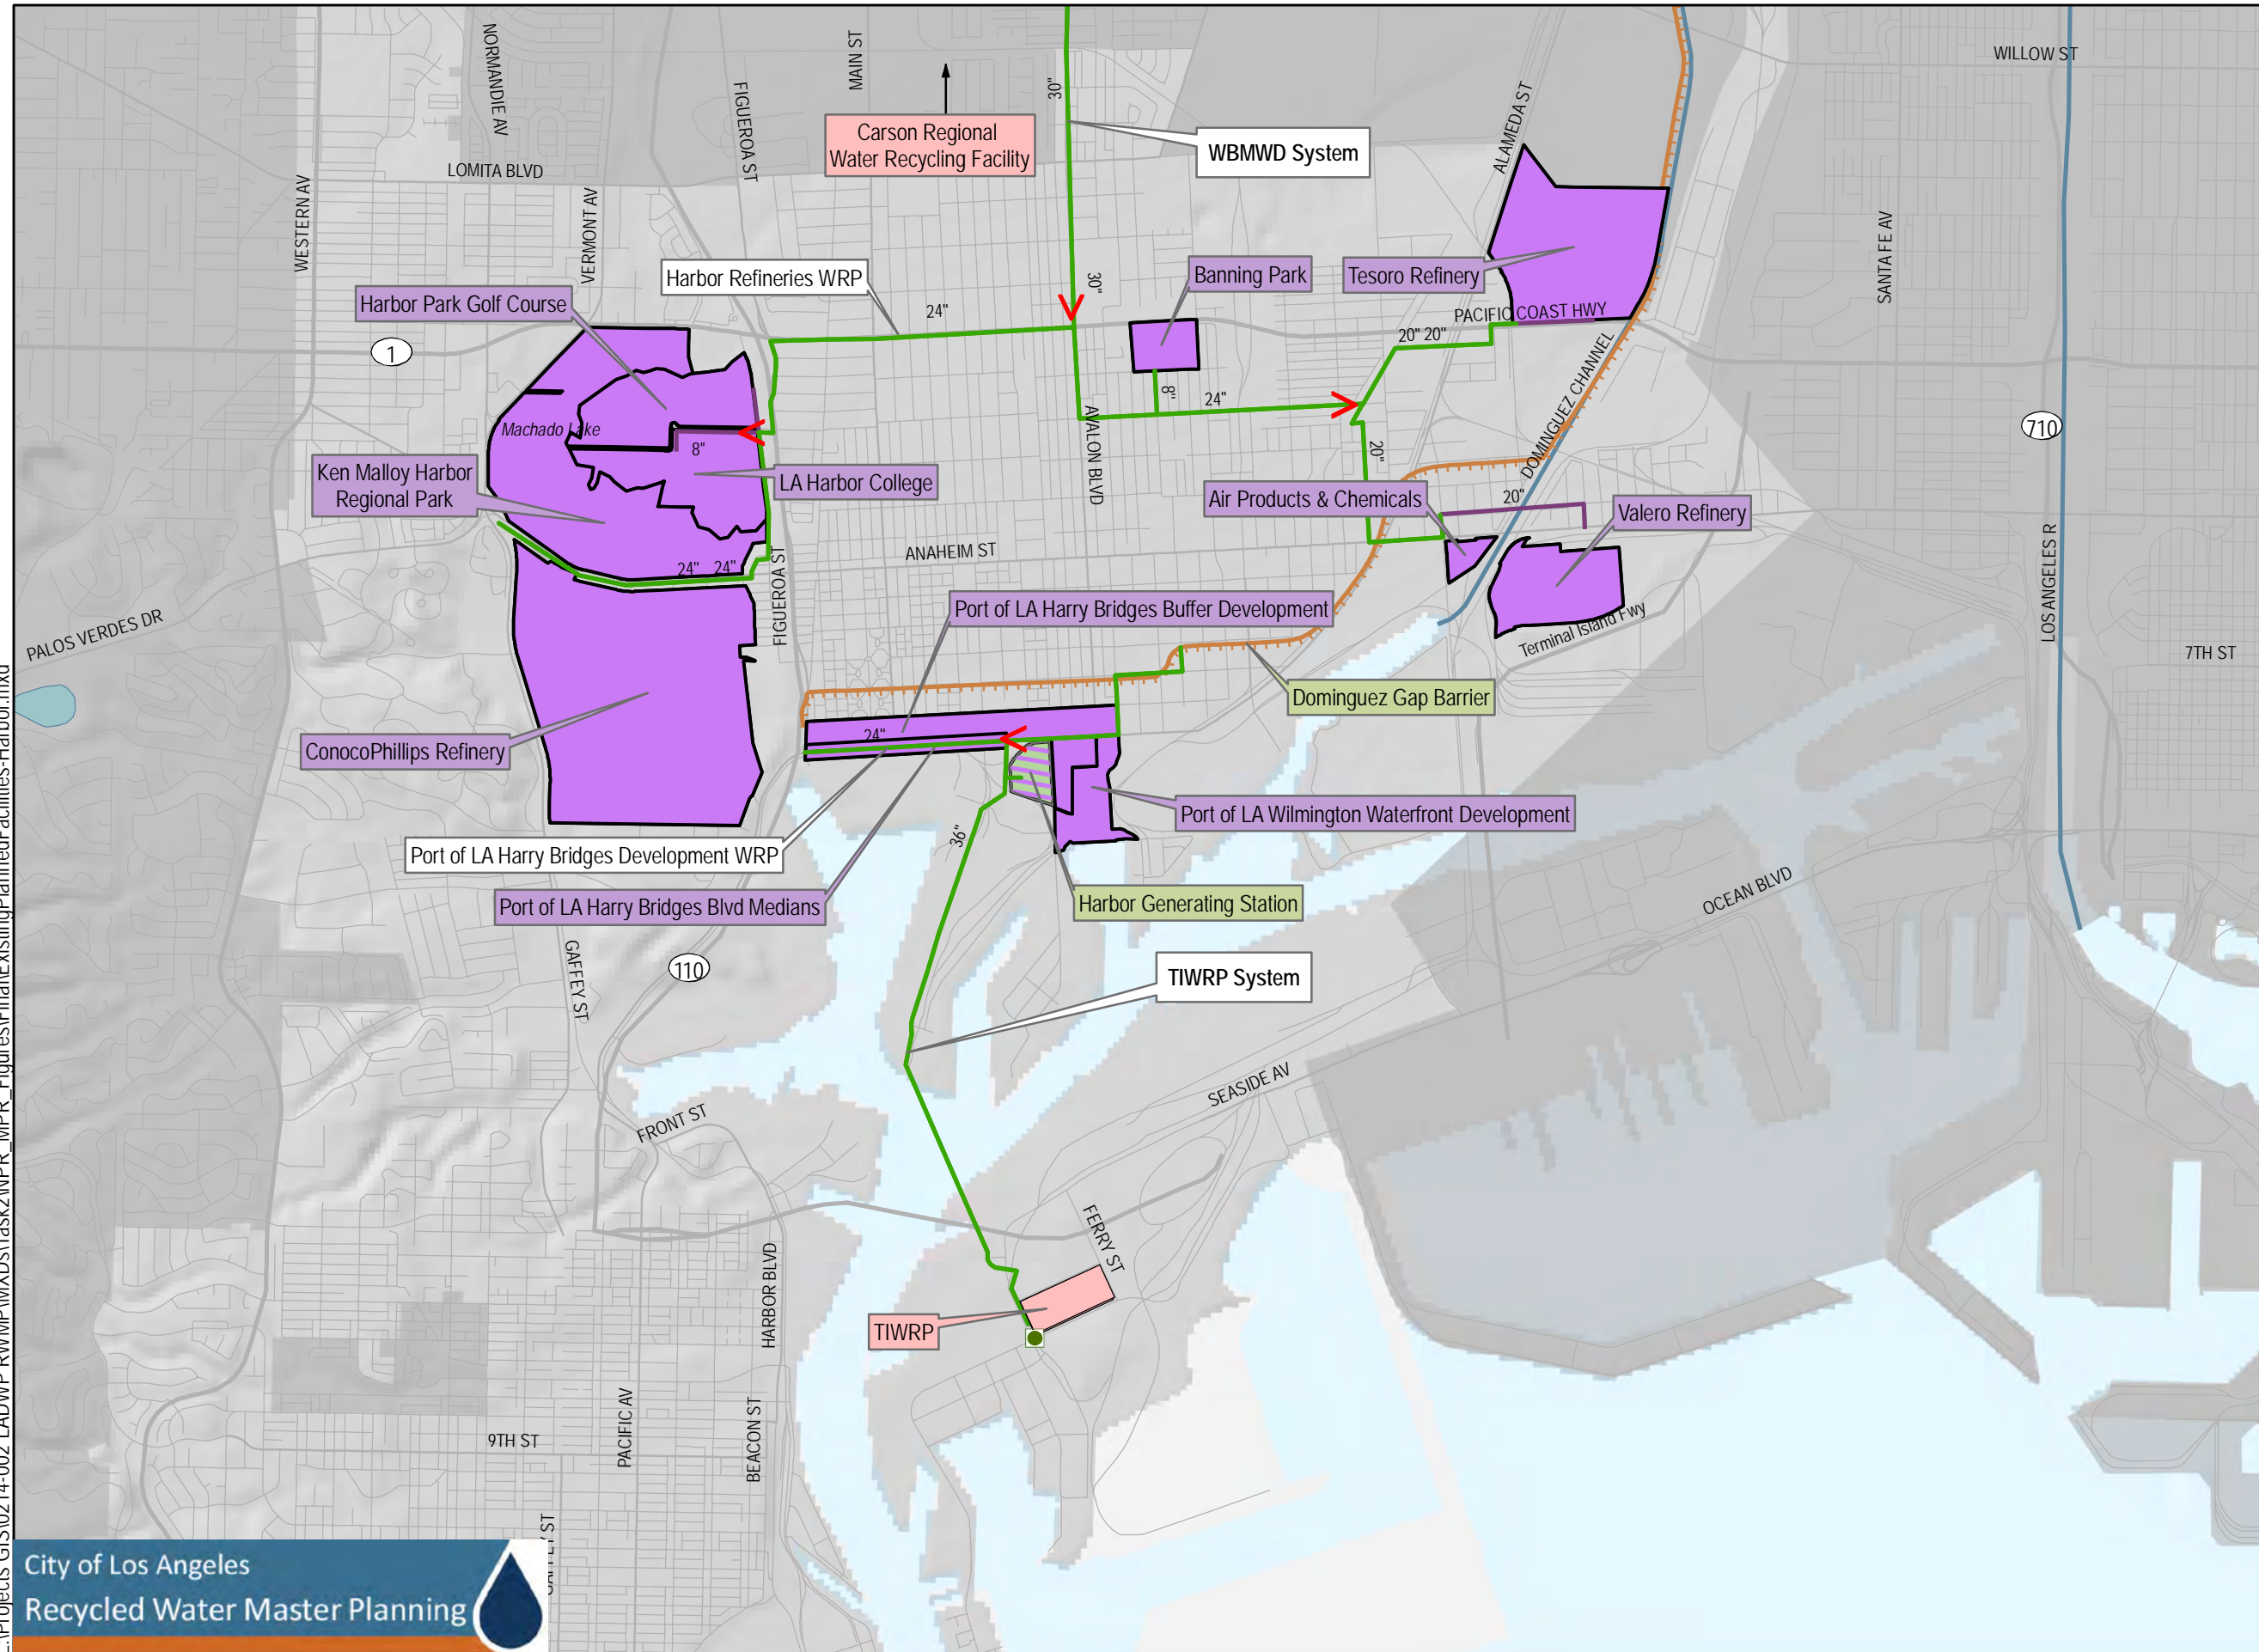 WILLOW ST
NORMANDIE AV
MAIN ST
FIGUEROA ST
30"
ALAMEDA ST
Carson Regional
Water Recycling Facility
WBMWD System
LOMITA BLVD
WESTERN AV
VERMONT AV
SANTA FE AV
Harbor Refineries WRP
Banning Park
Tesoro Refinery
30"
Harbor Park Golf Course
24"
PACIFIC COAST HWY
20" 20"
1
DOMINGUEZ CHANNEL
8"
24"
AVALON BLVD
710
Machado Lake
8"
20"
Ken Malloy Harbor
Regional Park
LA Harbor College
Air Products & Chemicals
20"
Valero Refinery
ANAHEIM ST
24" 24"
FIGUEROA ST
LOS ANGELES R
Port of LA Harry Bridges Buffer Development
Terminal Island Fwy
PALOS VERDES DR
7TH ST
Dominguez Gap Barrier
24"
ConocoPhillips Refinery
Port of LA Wilmington Waterfront Development
36"
Port of LA Harry Bridges Development WRP
Port of LA Harry Bridges Blvd Medians
Harbor Generating Station
OCEAN BLVD
GAFFEY ST
110
TIWRP System
SEASIDE AV
FRONT ST
FERRY ST
HARBOR BLVD
TIWRP
PACIFIC AV
BEACON ST
9TH ST
City of Los Angeles
Recycled Water Master Planning